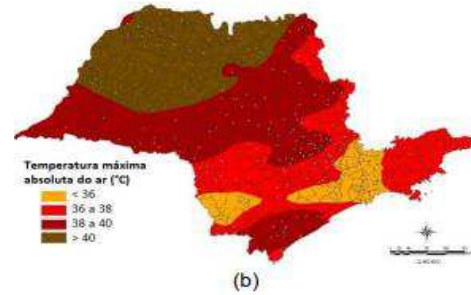 Temperatura máxima
absoluta do ar (°C)
< 36
36 a 38
38 a 40
> 40
(b)